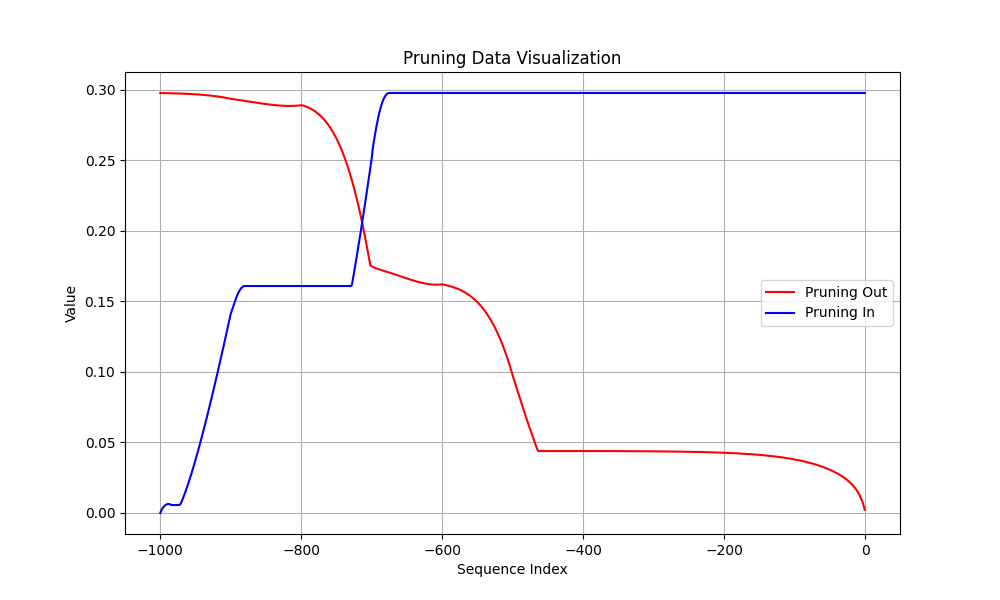 Pruning Data Visualization
0.30
0.25
0.20
0.15
0.10
0.05
0.00
Value
Pruning Out
Pruning In
−1000 −800 −600 −400 −200 0
Sequence Index